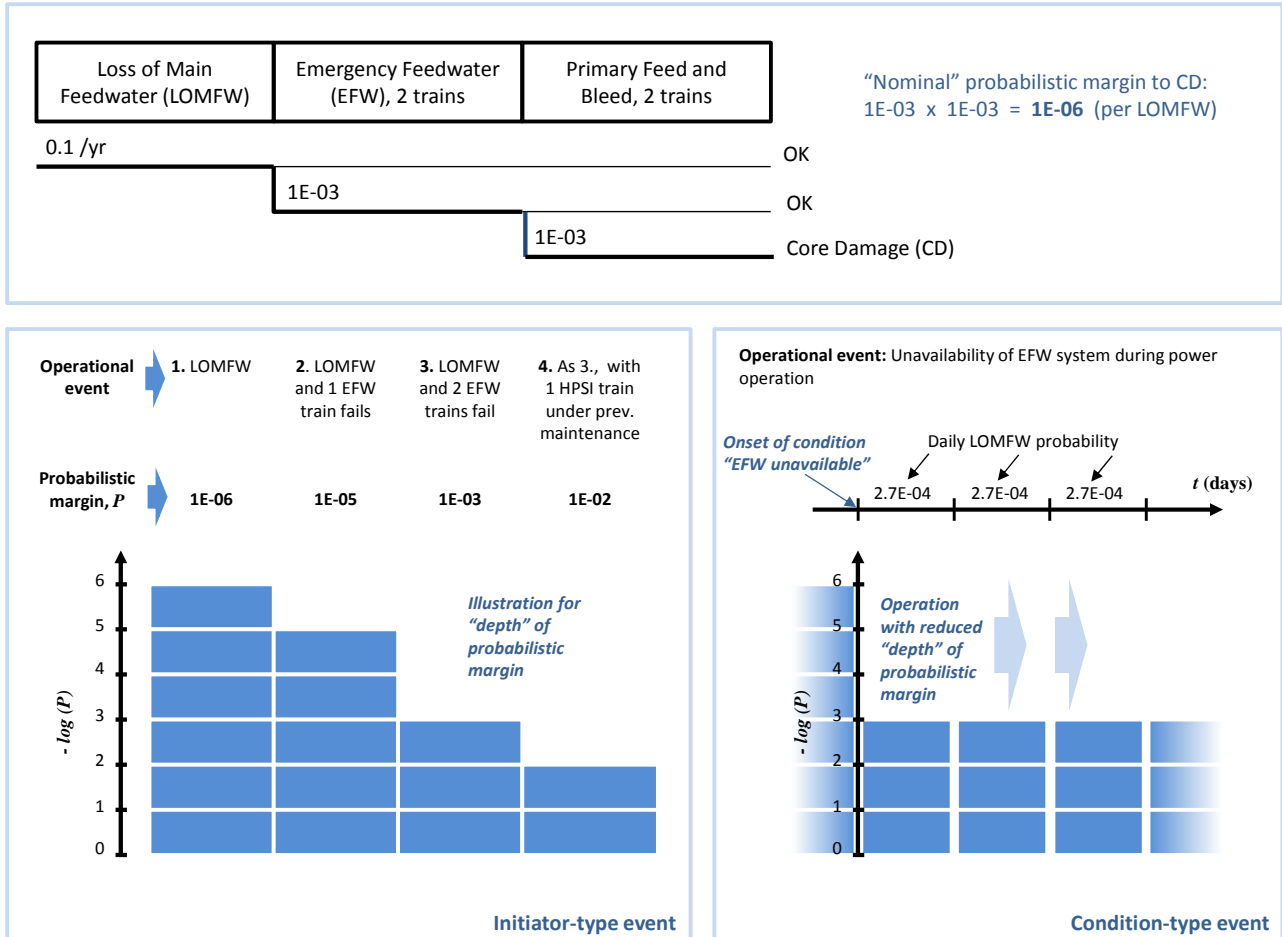 Loss of Main
Feedwater (LOMFW)
Emergency Feedwater
(EFW), 2 trains
Primary Feed and
Bleed, 2 trains
“Nominal” probabilistic margin to CD:
1E-03 x 1E-03 = 1E-06 (per LOMFW)
0.1 /yr
OK
1E-03
OK
1E-03
Core Damage (CD)
Operational
event
1. LOMFW
2. LOMFW
and 1 EFW
train fails
3. LOMFW
and 2 EFW
trains fail
4. As 3., with
1 HPSI train
under prev.
maintenance
Probabilistic
margin, P
1E-06
1E-05
1E-03
1E-02
6
5
4
3
2
1
0
- log (P)
Illustration for
“depth” of
probabilistic
margin
Initiator-type event
Operational event: Unavailability of EFW system during power
operation
Onset of condition
“EFW unavailable”
Daily LOMFW probability
2.7E-04
2.7E-04
2.7E-04
t (days)
6
5
4
3
2
1
0
- log (P)
Operation
with reduced
“depth” of
probabilistic
margin
Condition-type event